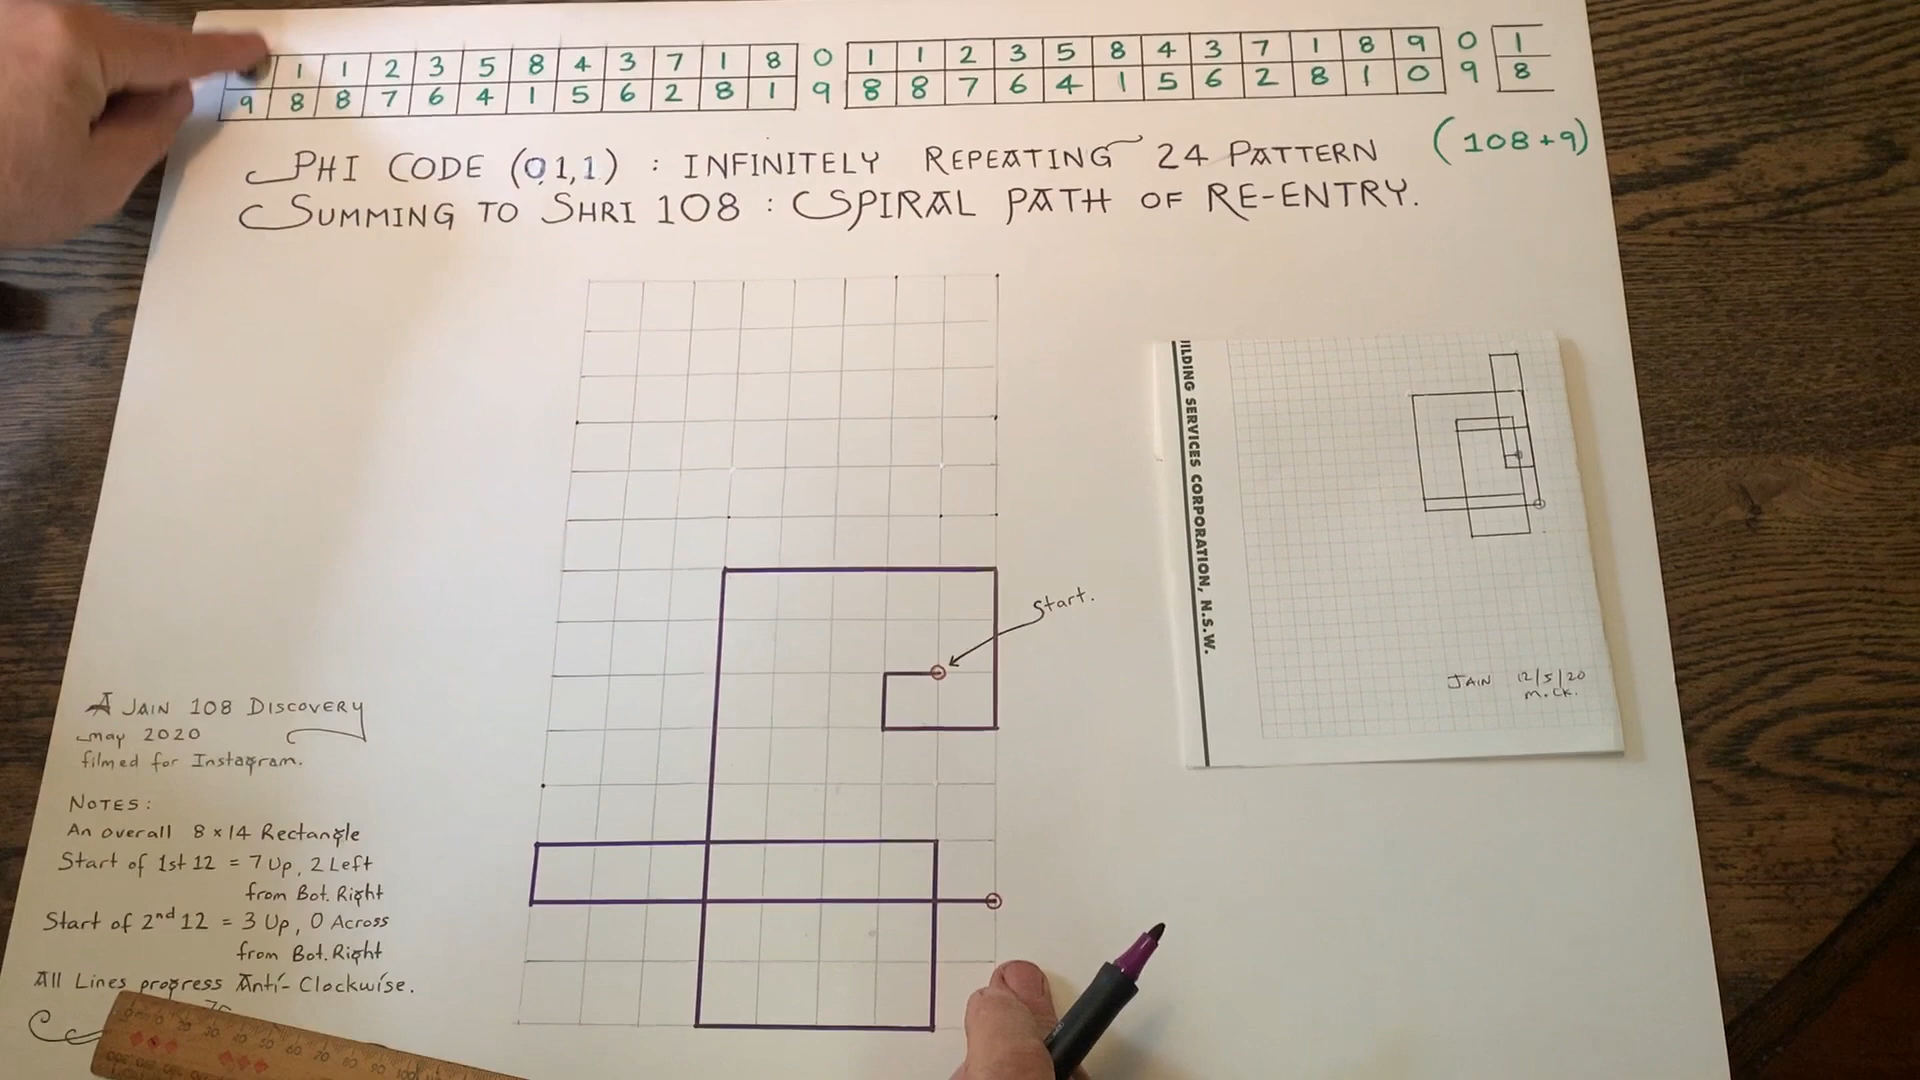 1 1 2 3 5 8 4 3 7 1 8 0 1 1 2 3 5 8 4 3 7 1 8 9 0 1
9 8 8 7 6 4 1 5 6 2 8 1 9 8 8 7 6 4 1 5 6 2 8 1 0 9 8
(108+9)
PHI CODE (0,1,1) : INFINITELY REPEATING 24 PATTERN
SUMMING TO SHRI 108 : SPIRAL PATH OF RE-ENTRY.
Start.
ILDING SERVICES CORPORATION, N.S.W.
JAIN 12/5/20
M.CK.
A JAIN 108 DISCOVERY
may 2020
filmed for Instagram.
NOTES:
An overall 8 x 14 Rectangle
Start of 1st 12 = 7 Up, 2 Left
from Bot. Right
Start of 2nd 12 = 3 Up, 0 Across
from Bot. Right
All Lines progress Anti-Clockwise.